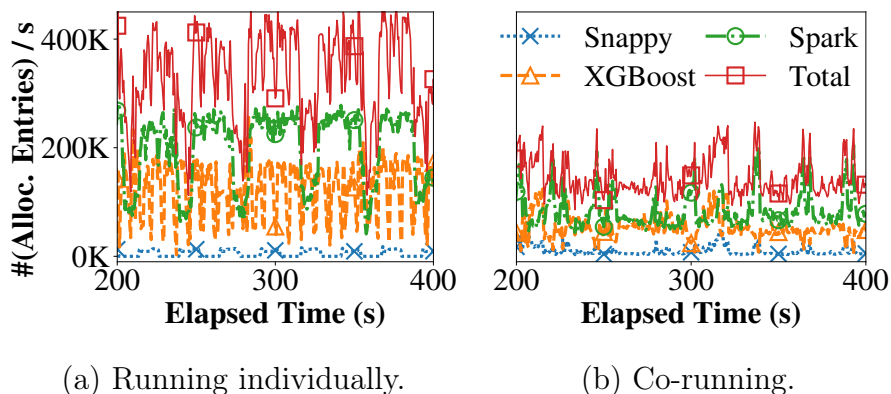 #(Alloc. Entries) / s
400K
200K
0K
200
300
400
Elapsed Time (s)
(a) Running individually.
Snappy
XGBoost
Spark
Total
200
300
400
Elapsed Time (s)
(b) Co-running.